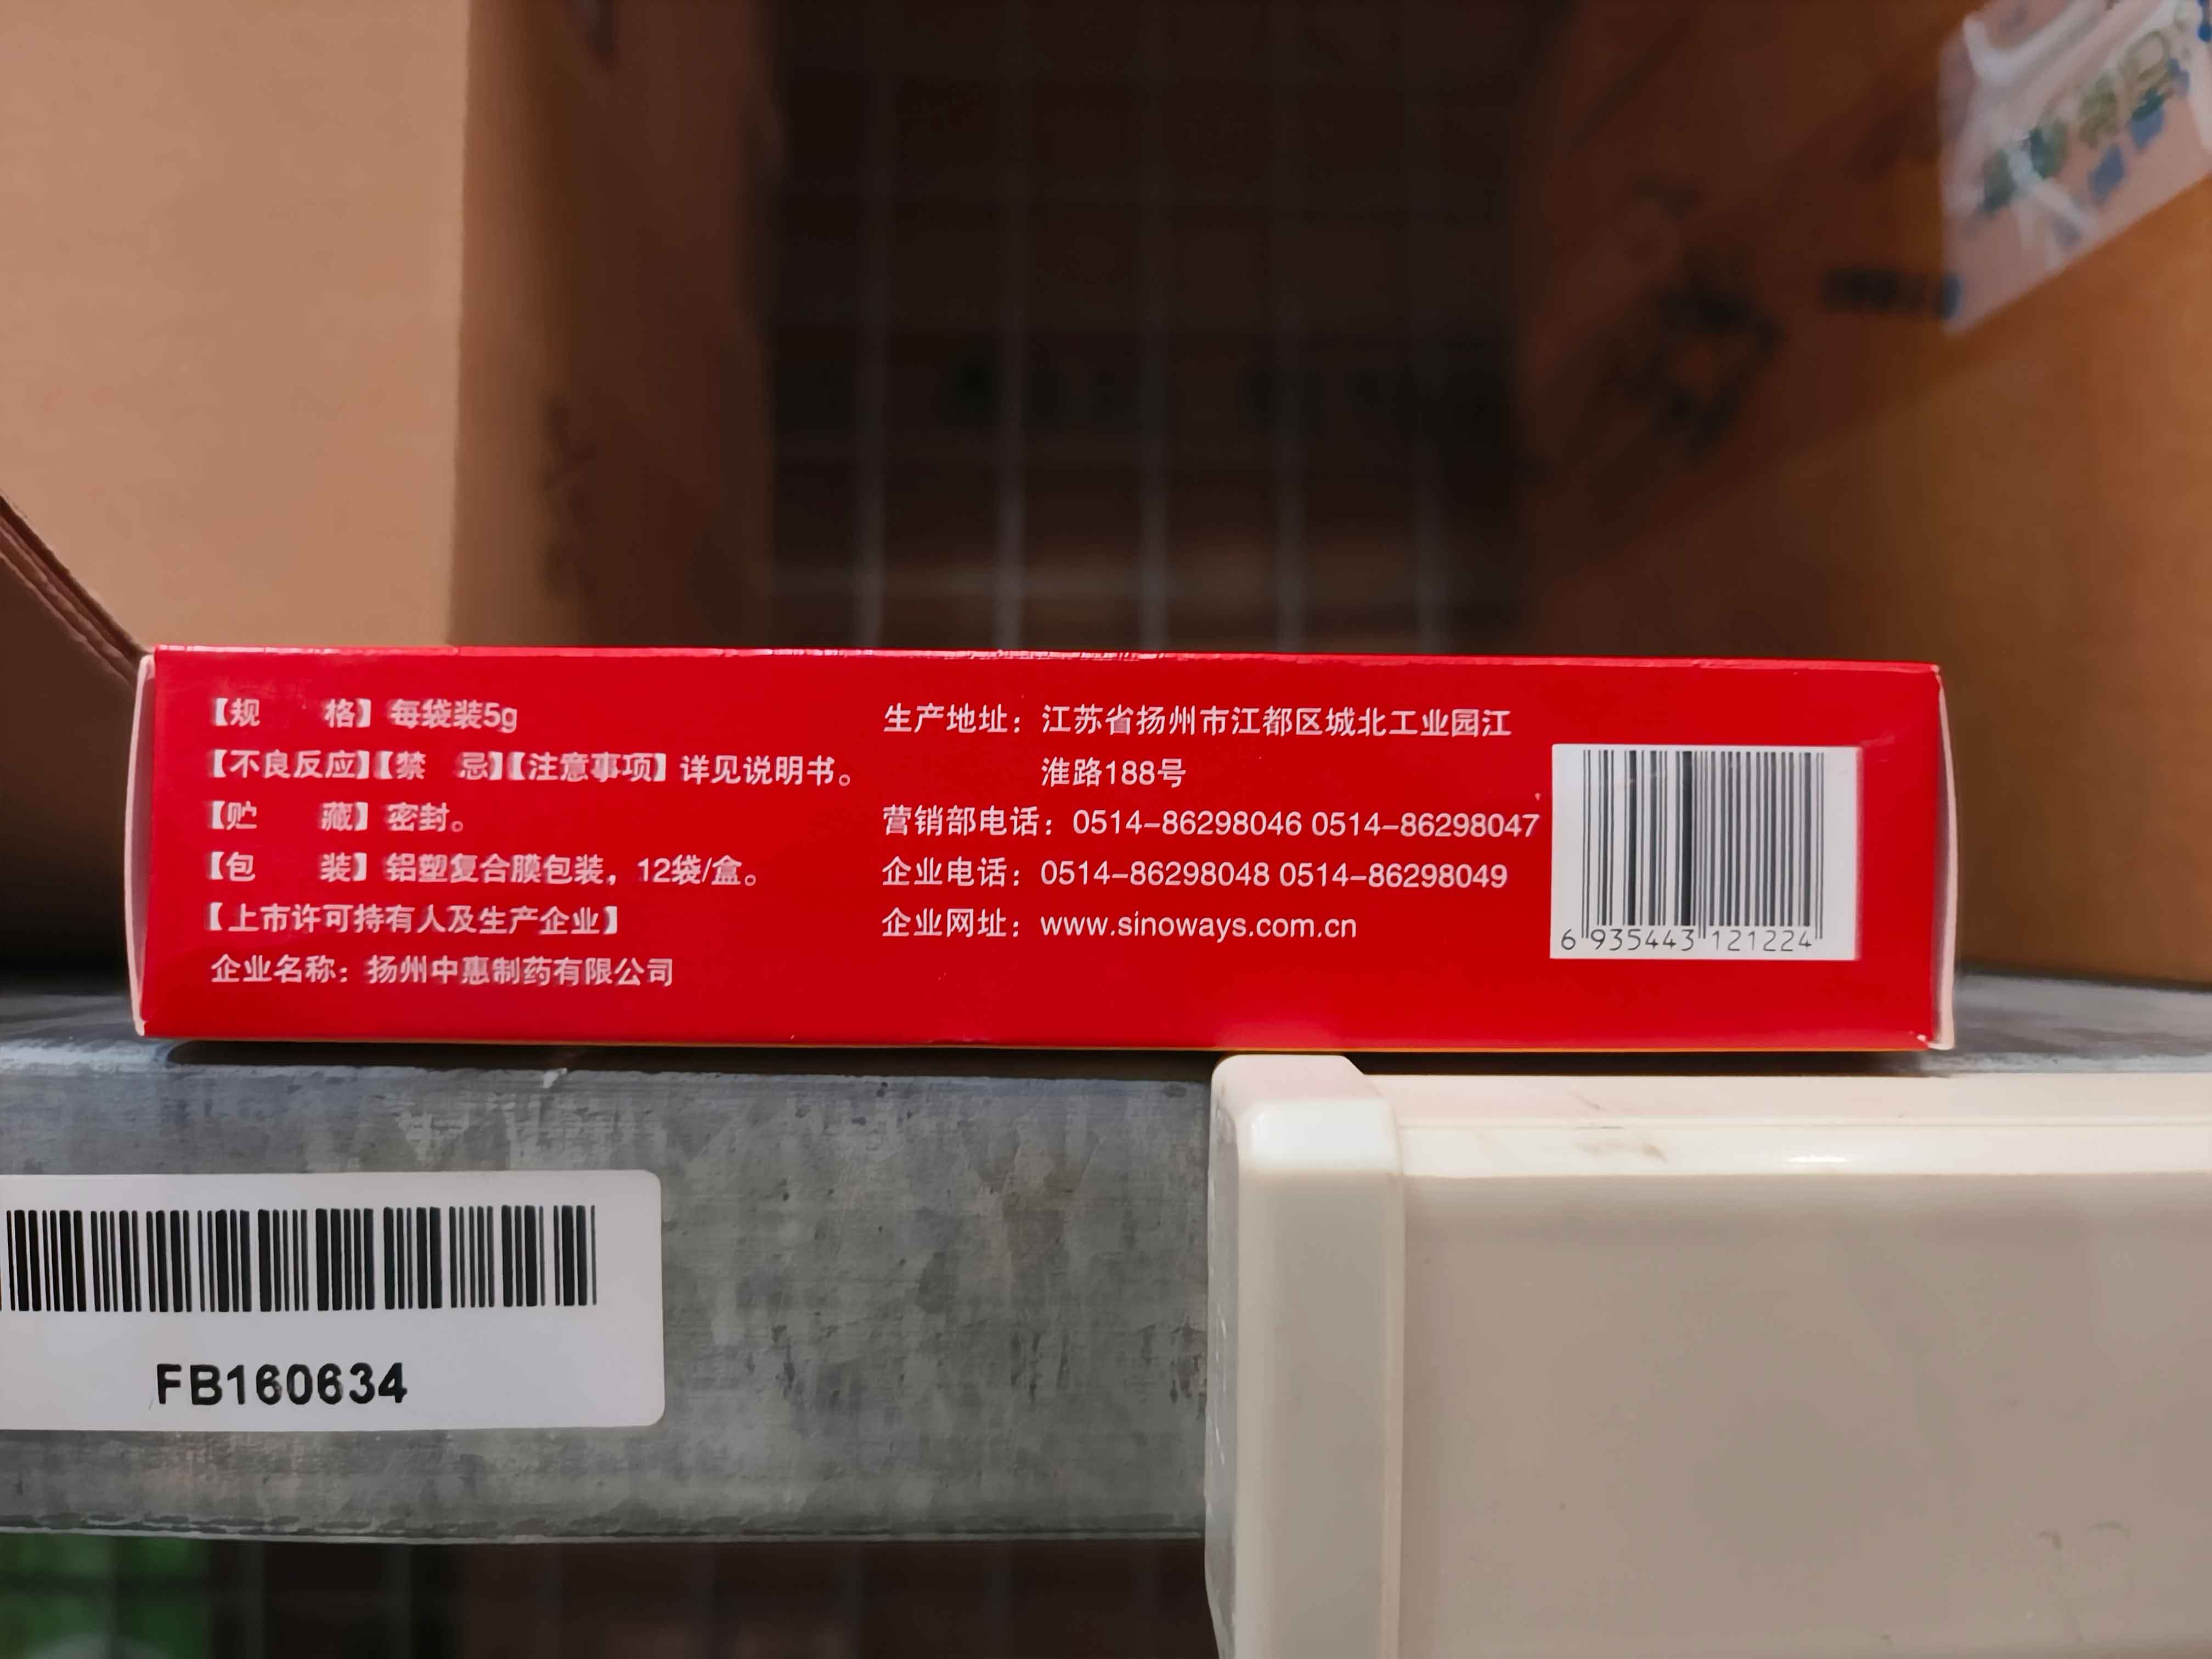 【规 格】每袋装5g
【不良反应】【禁 忌】【注意事项】详见说明书。
【贮 藏】密封。
【包 装】铝塑复合膜包装，12袋/盒。
【上市许可持有人及生产企业】
企业名称：扬州中惠制药有限公司
生产地址：江苏省扬州市江都区城北工业园江
淮路188号
营销部电话：0514-86298046 0514-86298047
企业电话：0514-86298048 0514-86298049
企业网址：www.sinoways.com.cn
6 935443 121224
FB160634